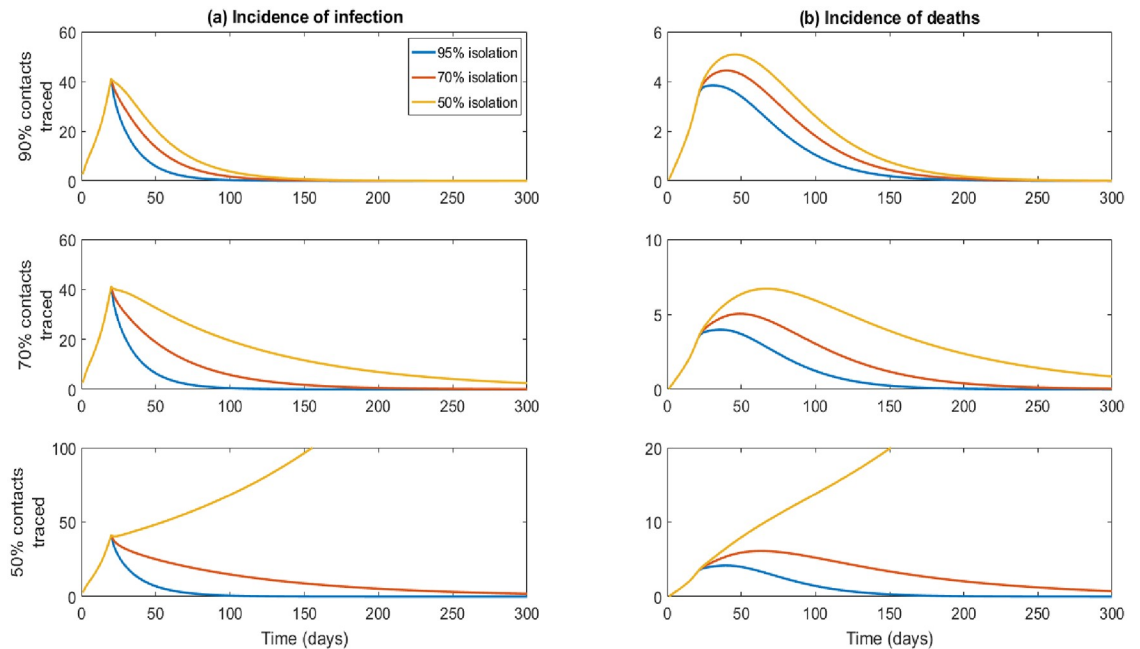 (a) Incidence of infection
(b) Incidence of deaths
90% contacts
traced
60
40
20
0
0 50 100 150 200 250 300
95% isolation
70% isolation
50% isolation
6
4
2
0
0 50 100 150 200 250 300
70% contacts
traced
60
40
20
0
0 50 100 150 200 250 300
10
5
0
0 50 100 150 200 250 300
50% contacts
traced
100
50
0
0 50 100 150 200 250 300
Time (days)
20
10
0
0 50 100 150 200 250 300
Time (days)